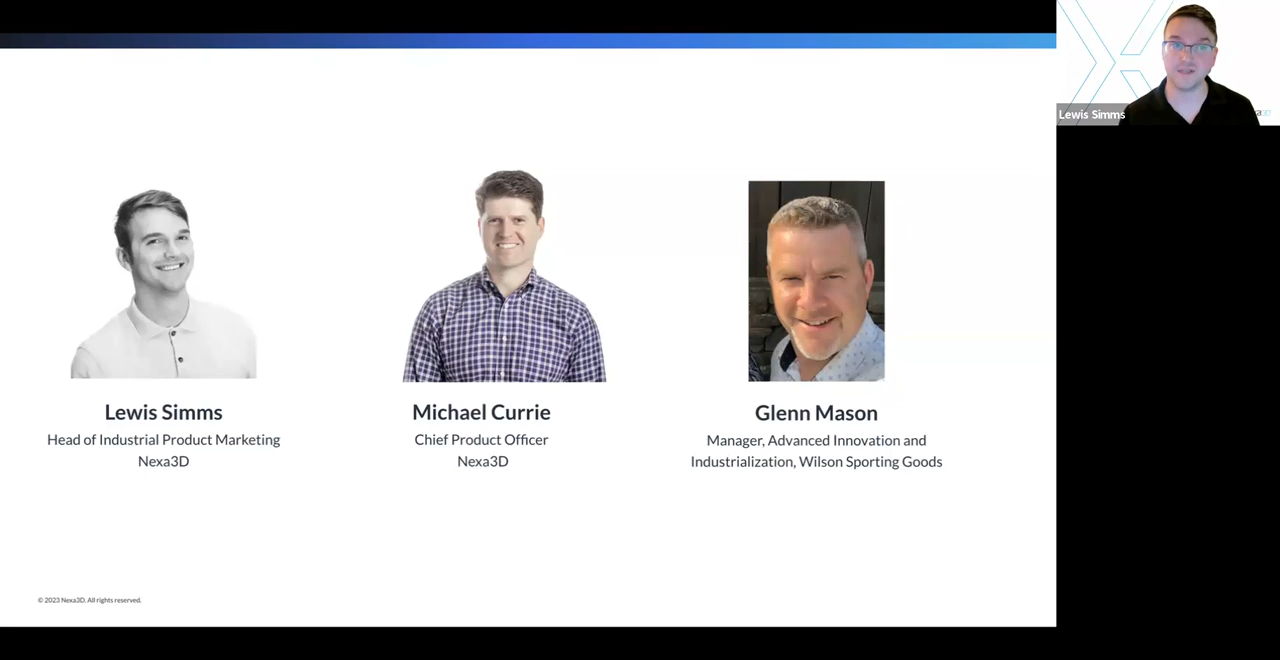 Lewis Simms
Lewis Simms
Head of Industrial Product Marketing
Nexa3D
Michael Currie
Chief Product Officer
Nexa3D
Glenn Mason
Manager, Advanced Innovation and
Industrialization, Wilson Sporting Goods
© 2023 Nexa3D. All rights reserved.